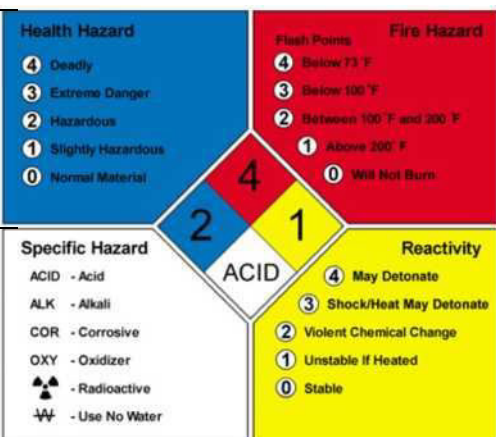 Health Hazard
4 Deadly
3 Extreme Danger
2 Hazardous
1 Slightly Hazardous
0 Normal Material
Fire Hazard
Flash Points
4 Below 73°F
3 Below 100°F
2 Between 100°F and 200°F
1 Above 200°F
0 Will Not Burn
4
2
1
ACID
Specific Hazard
ACID - Acid
ALK - Alkali
COR - Corrosive
OXY - Oxidizer
- Radioactive
W - Use No Water
Reactivity
4 May Detonate
3 Shock/Heat May Detonate
2 Violent Chemical Change
1 Unstable If Heated
0 Stable